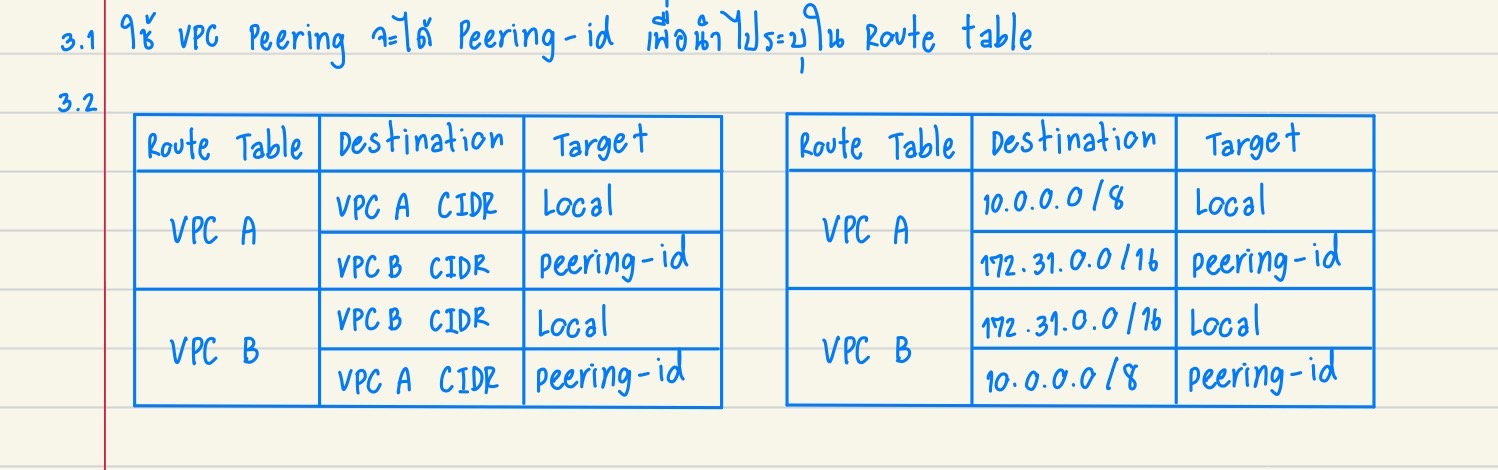 3.1 ใช้ VPC Peering จะได้ Peering-id เพื่อนำไประบุใน Route table
3.2
Route Table Destination Target
VPC A VPC A CIDR Local
VPC B CIDR peering-id
VPC B VPC B CIDR Local
VPC A CIDR peering-id
Route Table Destination Target
VPC A 10.0.0.0/8 Local
172.31.0.0/16 peering-id
VPC B 172.31.0.0/16 Local
10.0.0.0/8 peering-id